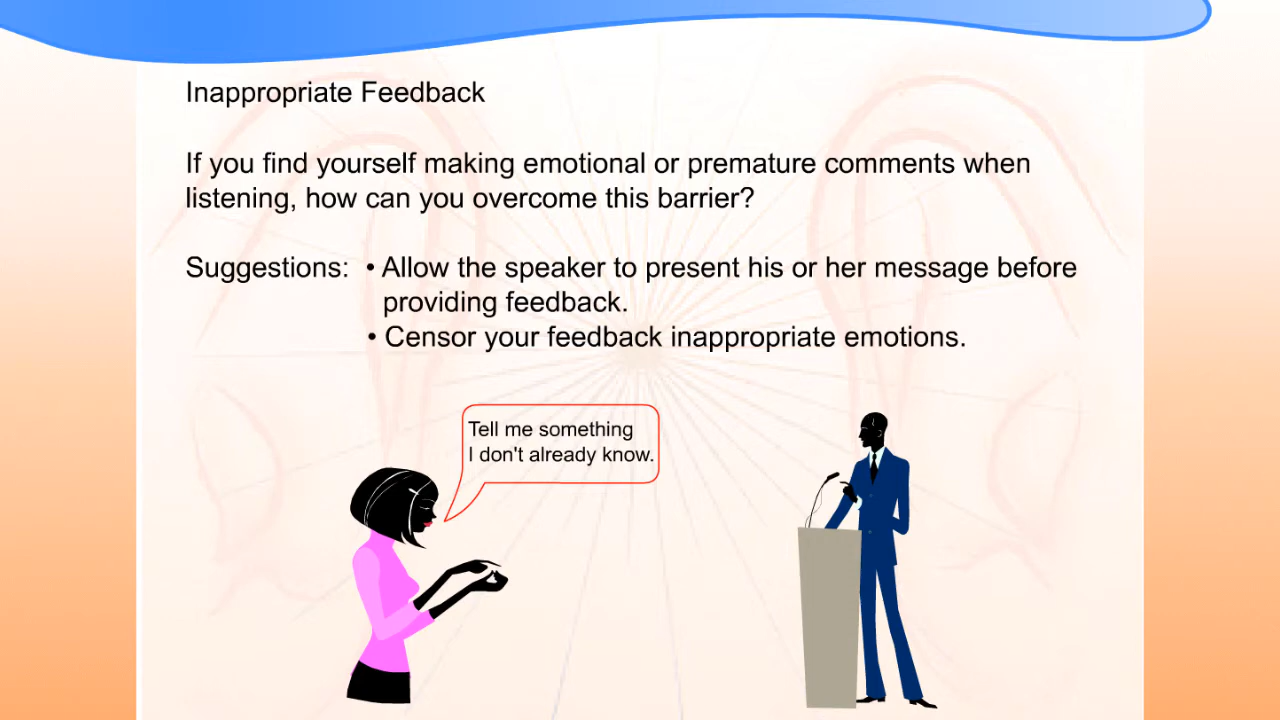 Inappropriate Feedback
If you find yourself making emotional or premature comments when
listening, how can you overcome this barrier?
Suggestions: • Allow the speaker to present his or her message before
providing feedback.
• Censor your feedback inappropriate emotions.
Tell me something
I don't already know.